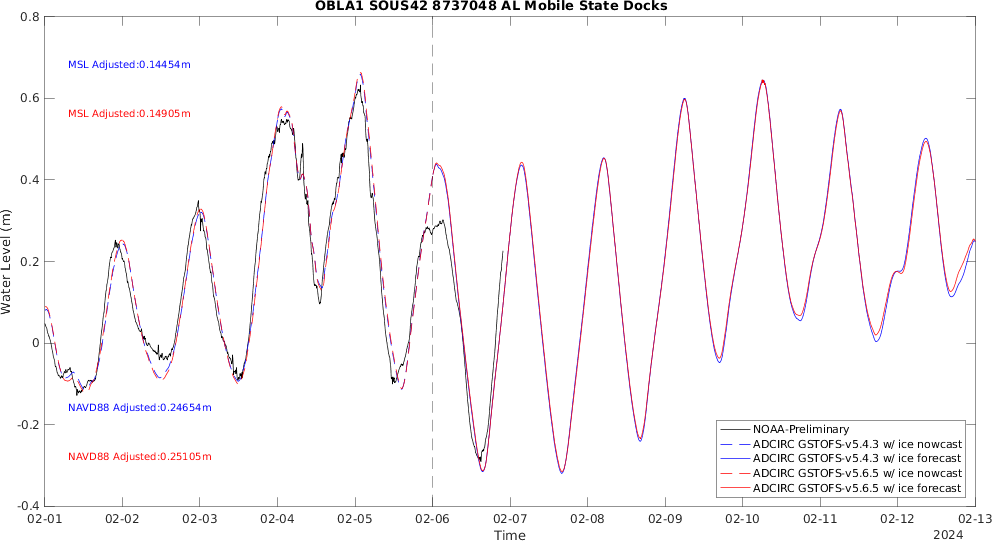 OBLA1 SOUS42 8737048 AL Mobile State Docks
MSL Adjusted:0.14454m
MSL Adjusted:0.14905m
NAVD88 Adjusted:0.24654m
NAVD88 Adjusted:0.25105m
Water Level (m)
0.8
0.6
0.4
0.2
0
-0.2
-0.4
NOAA-Preliminary
ADCIRC GSTOFS-v5.4.3 w/ ice nowcast
ADCIRC GSTOFS-v5.4.3 w/ ice forecast
ADCIRC GSTOFS-v5.6.5 w/ ice nowcast
ADCIRC GSTOFS-v5.6.5 w/ ice forecast
02-01 02-02 02-03 02-04 02-05 02-06 02-07 02-08 02-09 02-10 02-11 02-12 02-13
Time
2024